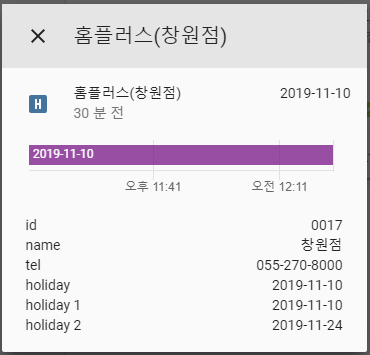 홈플러스(창원점)
홈플러스(창원점) 2019-11-10
30 분 전
2019-11-10
오후 11:41 오전 12:11
id 0017
name 창원점
tel 055-270-8000
holiday 2019-11-10
holiday 1 2019-11-10
holiday 2 2019-11-24